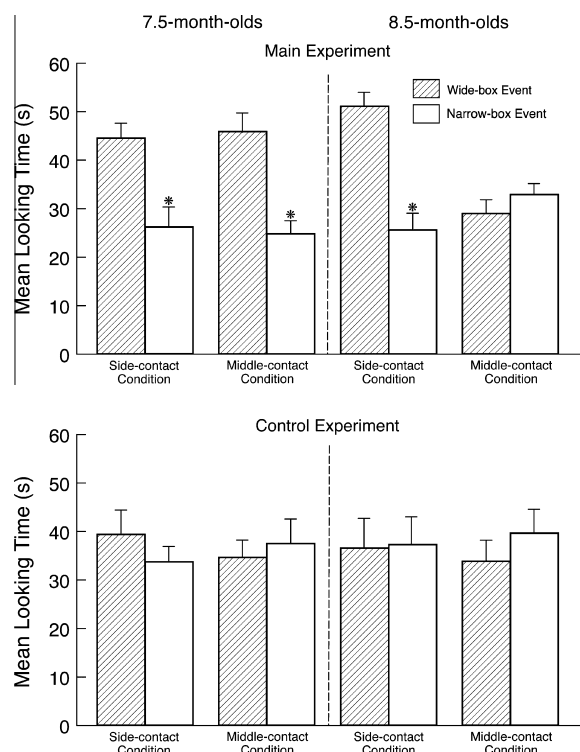 7.5-month-olds
8.5-month-olds
Main Experiment
Mean Looking Time (s)
60
50
40
30
20
10
0
Wide-box Event
Narrow-box Event
*
*
*
Side-contact
Condition
Middle-contact
Condition
Side-contact
Condition
Middle-contact
Condition
Control Experiment
Mean Looking Time (s)
60
50
40
30
20
10
0
Side-contact
Condition
Middle-contact
Condition
Side-contact
Condition
Middle-contact
Condition